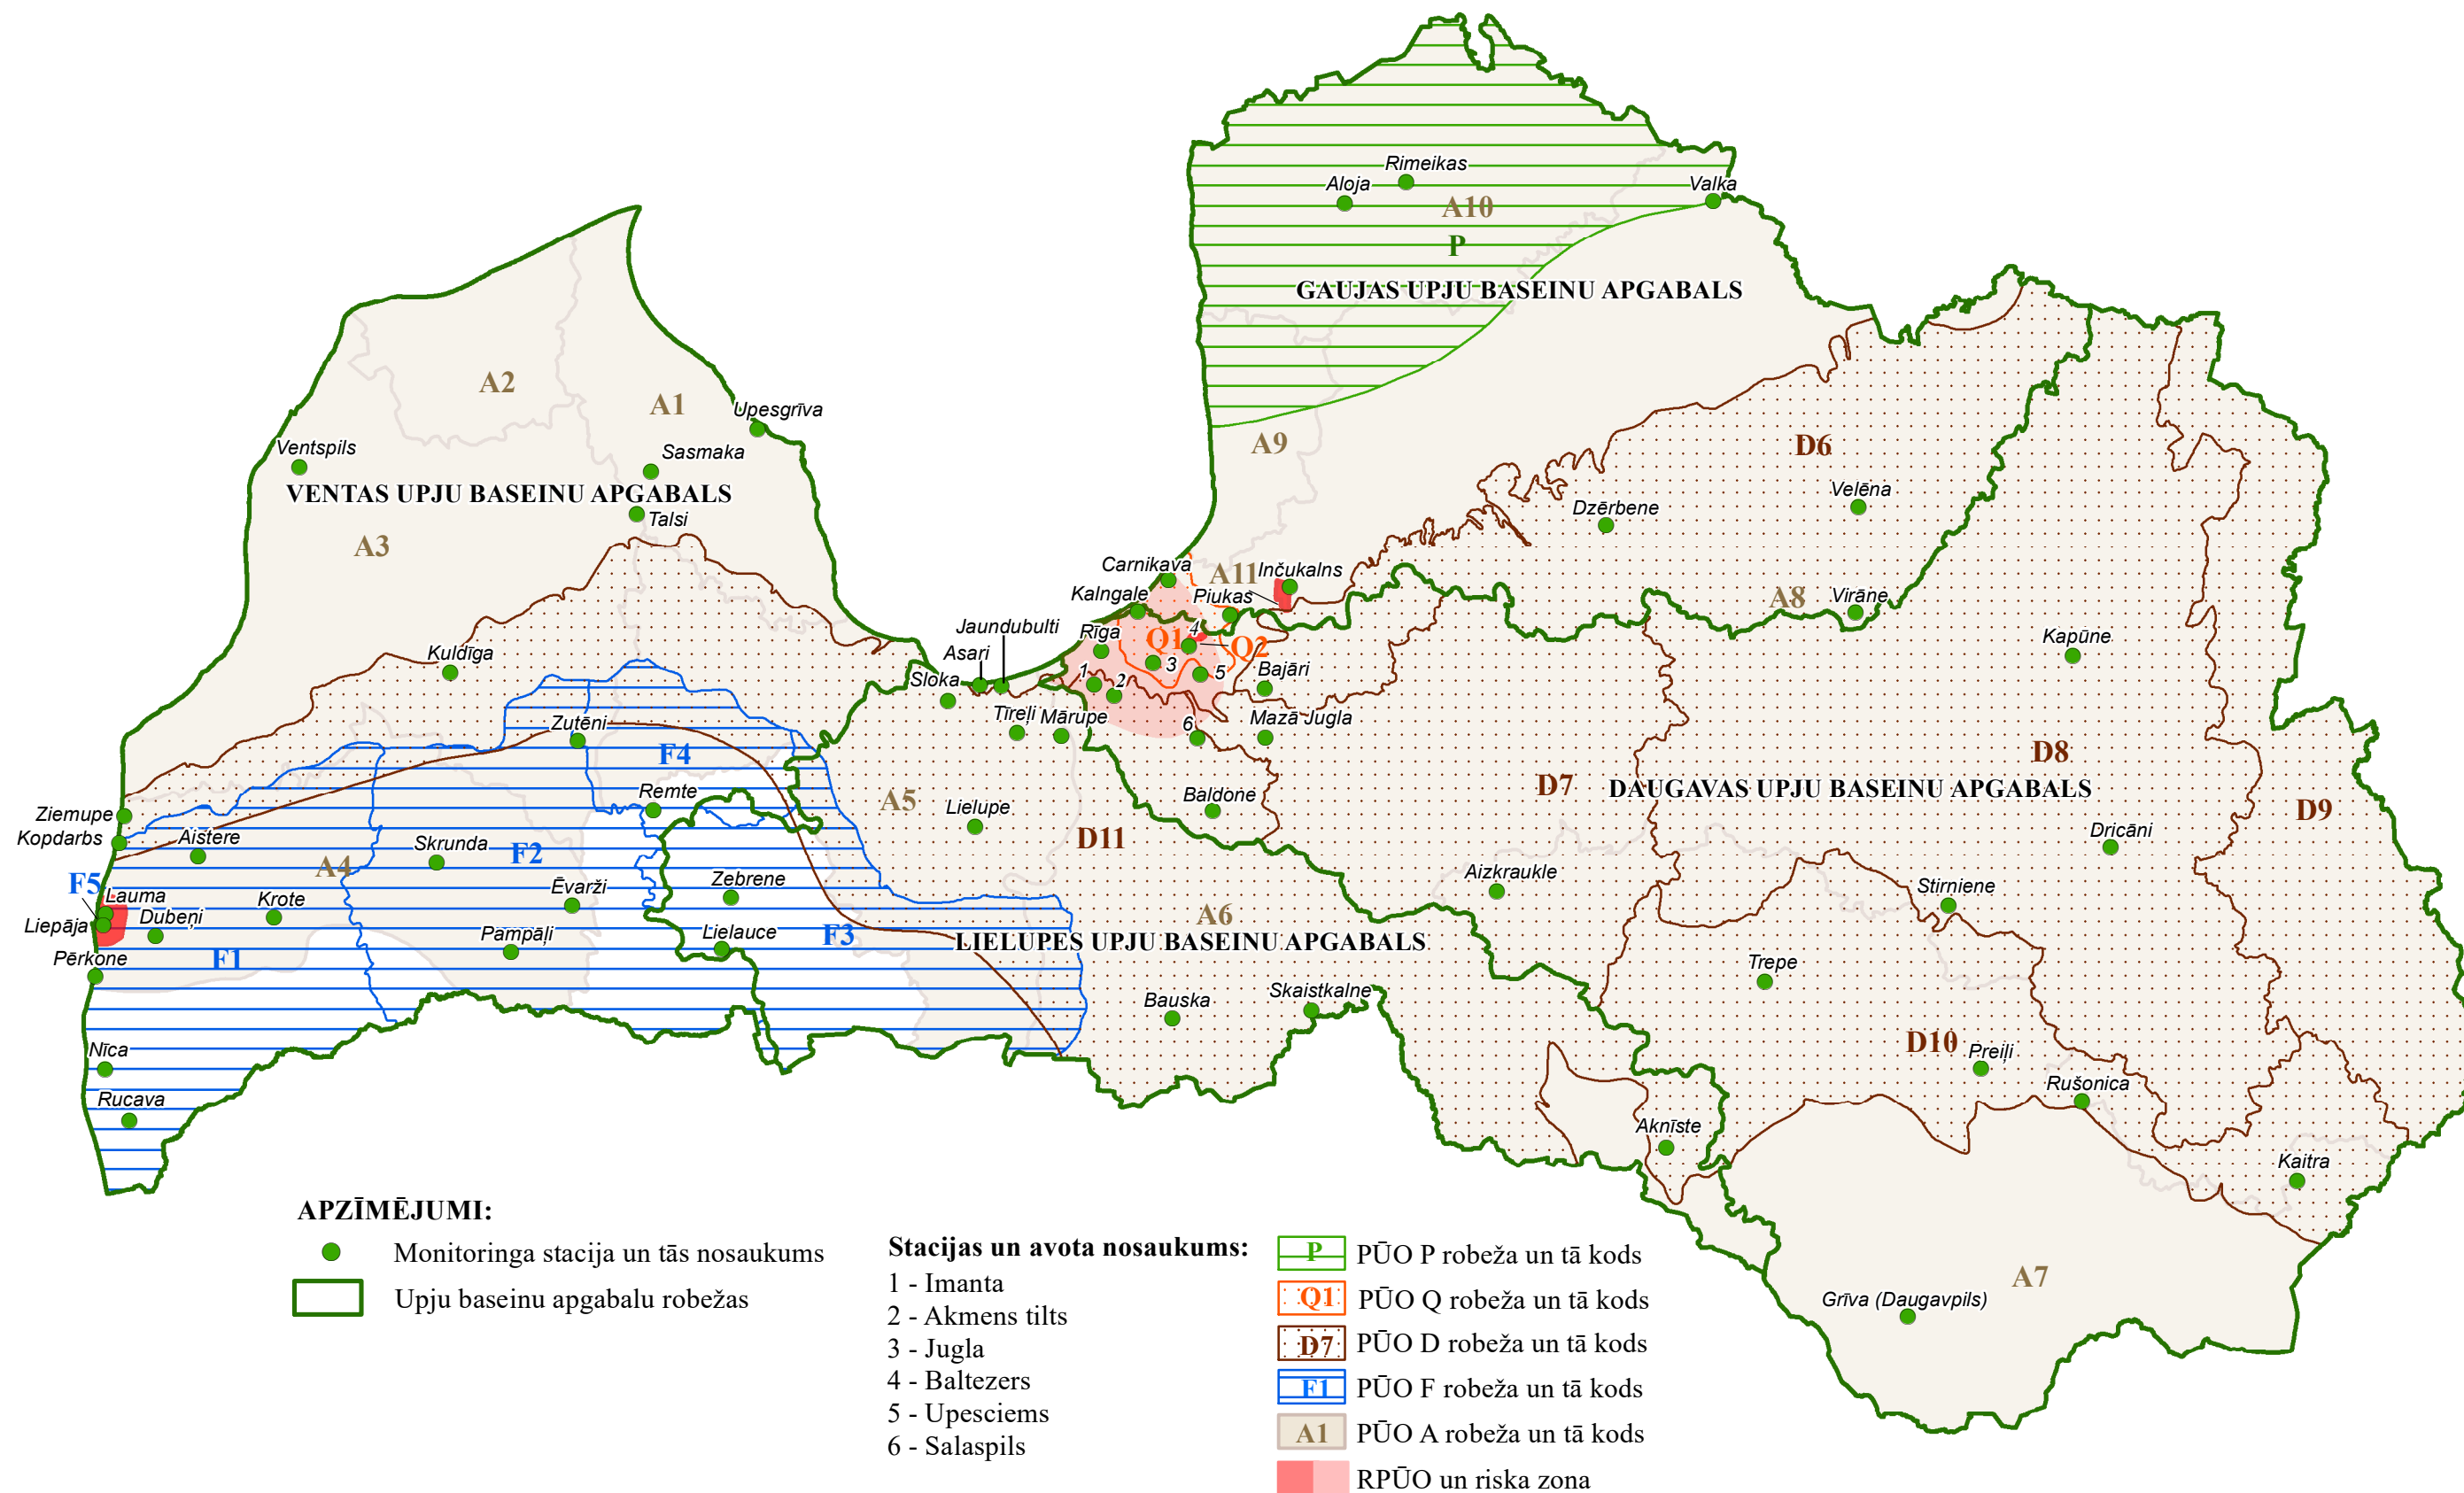 Rimeikas
Aloja
Valka
A10
P
GAUJAS UPJU BASEINU APGABALS
A2
A1
Upesgrīva
Ventspils
Sasmaka
VENTAS UPJU BASEINU APGABALS
Talsi
A3
A9
D6
Velēna
Dzērbene
Carnikava
A11
Inčukalns
Kalngale
Piukas
A8
Virāne
Jaundubulti
Rīga
4
Q1
Q2
Kapūne
Asari
Kuldīga
Sloka
1
2
3
5
Bajāri
Tīreļi
Mārupe
6
Mazā Jugla
Zutēni
F4
D8
D7
DAUGAVAS UPJU BASEINU APGABALS
Remte
A5
Lielupe
Baldone
D9
Ziemupe
Kopdarbs
Aistere
Skrunda
F2
D11
Dricāni
A4
F5
Lauma
Krote
Ēvarži
Zebrene
Aizkraukle
Stirniene
Liepāja
Dubeņi
Pampāļi
Lielauce
F3
A6
LIELUPES UPJU BASEINU APGABALS
Pērkone
F1
Trepe
Bauska
Skaistkalne
Nīca
D10
Preiļi
Rucava
Rušonica
Aknīste
Kaitra
A7
Grīva (Daugavpils)
APZĪMĒJUMI:
Monitoringa stacija un tās nosaukums
Upju baseinu apgabalu robežas
Stacijas un avota nosaukums:
1 - Imanta
2 - Akmens tilts
3 - Jugla
4 - Baltezers
5 - Upesciems
6 - Salaspils
P PŪO P robeža un tā kods
Q1 PŪO Q robeža un tā kods
D7 PŪO D robeža un tā kods
F1 PŪO F robeža un tā kods
A1 PŪO A robeža un tā kods
RPŪO un riska zona